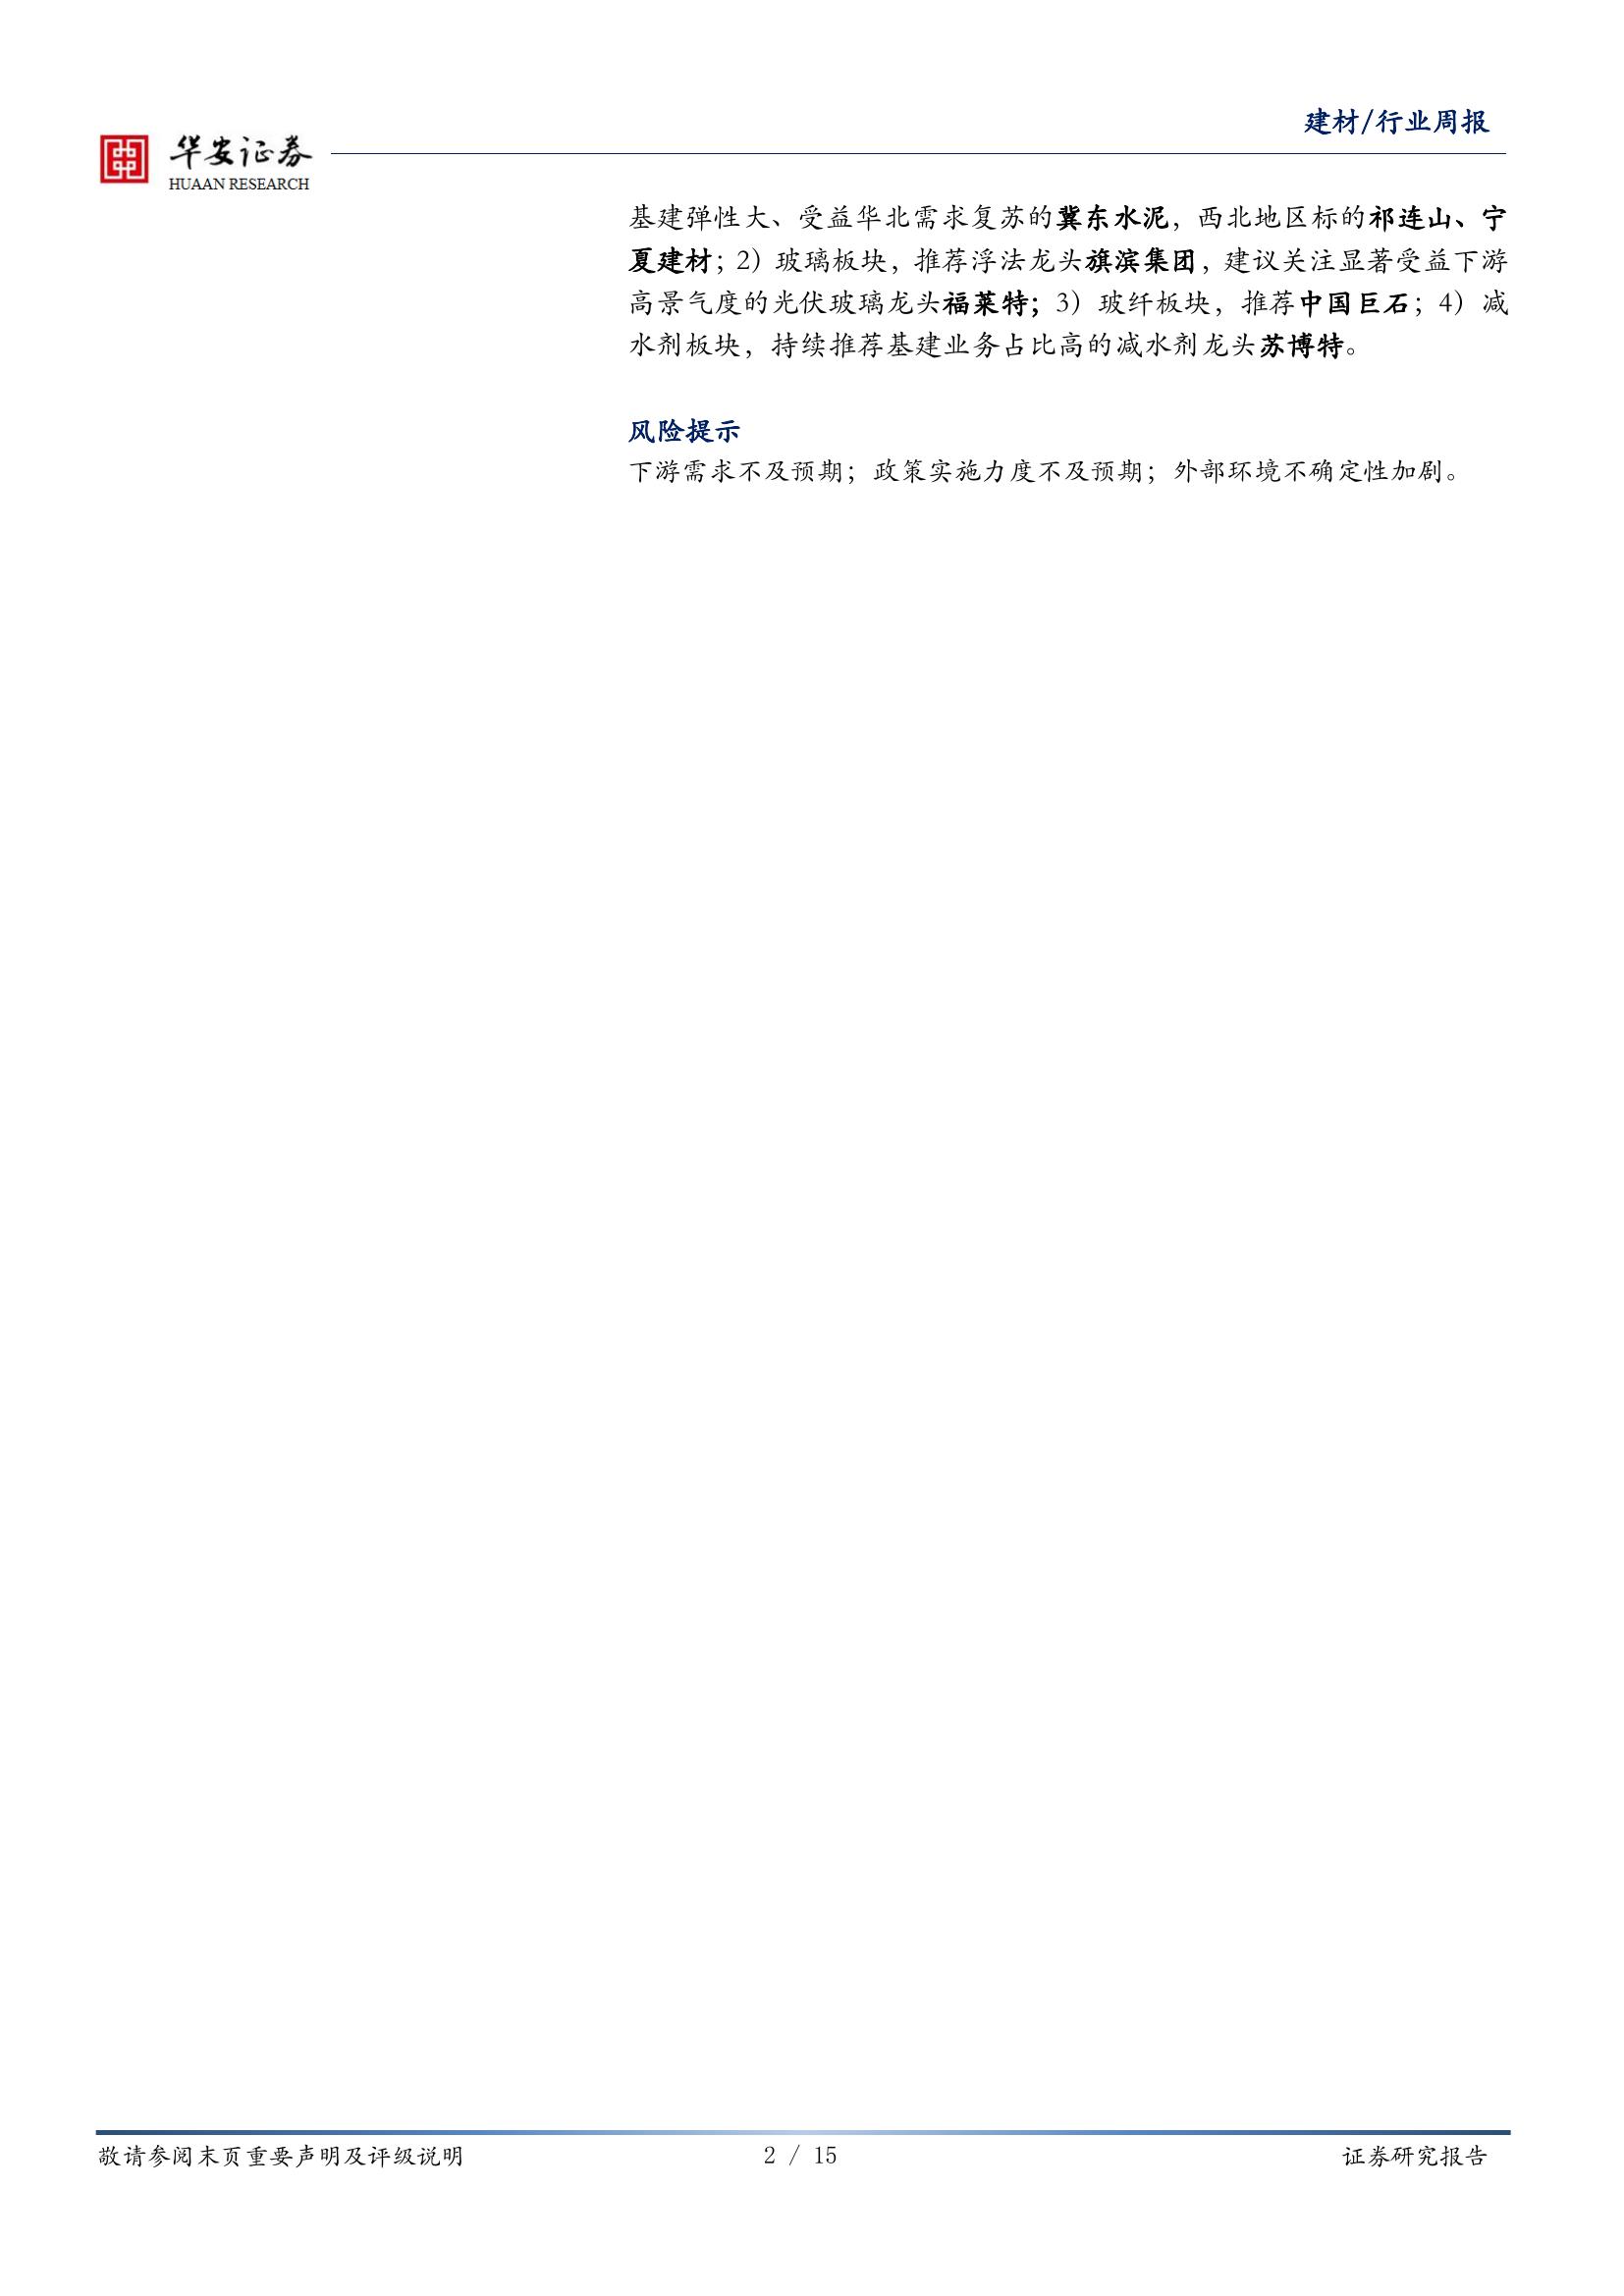 建材/行业周报
华安证券
HUAAN RESEARCH
基建弹性大、受益华北需求复苏的冀东水泥，西北地区标的祁连山、宁
夏建材；2）玻璃板块，推荐浮法龙头旗滨集团，建议关注显著受益下游
高景气度的光伏玻璃龙头福莱特；3）玻纤板块，推荐中国巨石；4）减
水剂板块，持续推荐基建业务占比高的减水剂龙头苏博特。
风险提示
下游需求不及预期；政策实施力度不及预期；外部环境不确定性加剧。
敬请参阅末页重要声明及评级说明
2 / 15
证券研究报告